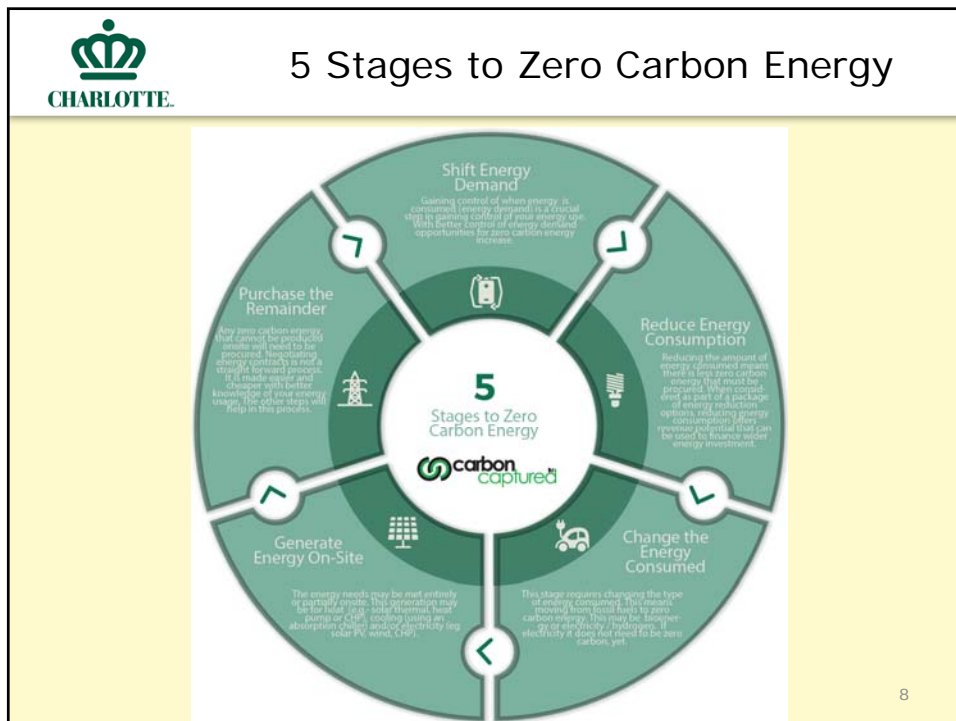 CHARLOTTE™
5 Stages to Zero Carbon Energy
Shift Energy
Demand
Gaining control of when energy is
consumed (energy demand) is a crucial
step in gaining control of your energy use.
With better control of energy demand
opportunities for zero carbon energy
increase.
Reduce Energy
Consumption
Reducing the amount of
energy consumed means
there is less zero carbon
energy that must be
procured. When consid-
ered as part of a package
of energy reduction
options, reducing energy
consumption offers
revenue potential that can
be used to finance wider
energy investment.
Change the
Energy
Consumed
This stage requires changing the type
of energy consumed. This means
moving from fossil fuels to zero
carbon energy. This may be bioener-
gy or electricity / hydrogen. If
electricity it does not need to be zero
carbon, yet.
Generate
Energy On-Site
The energy needs may be met entirely
or partially onsite. This generation may
be for heat (e.g.- solar thermal, heat
pump or CHP), cooling (using an
absorption chiller) and/or electricity (eg
solar PV, wind, CHP).
Purchase the
Remainder
Any zero carbon energy
that cannot be produced
onsite will need to be
procured. Negotiating
energy contracts is not a
straight forward process.
It is made easier and
cheaper with better
knowledge of your energy
usage. The other steps will
help in this process.
5
Stages to Zero
Carbon Energy
carbon
captured
8